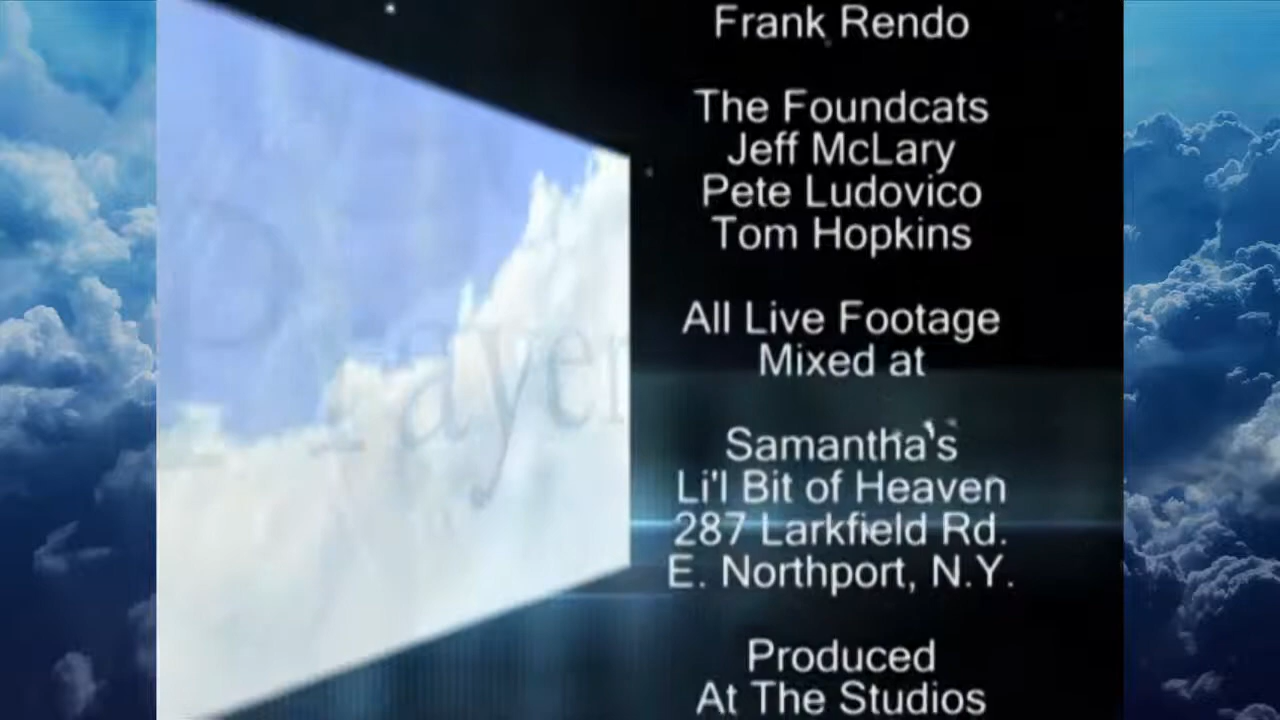 Frank Rendo
The Foundcats
Jeff McLary
Pete Ludovico
Tom Hopkins
All Live Footage
Mixed at
Samantha's
Li'l Bit of Heaven
287 Larkfield Rd.
E. Northport, N.Y.
Produced
At The Studios
Prayer